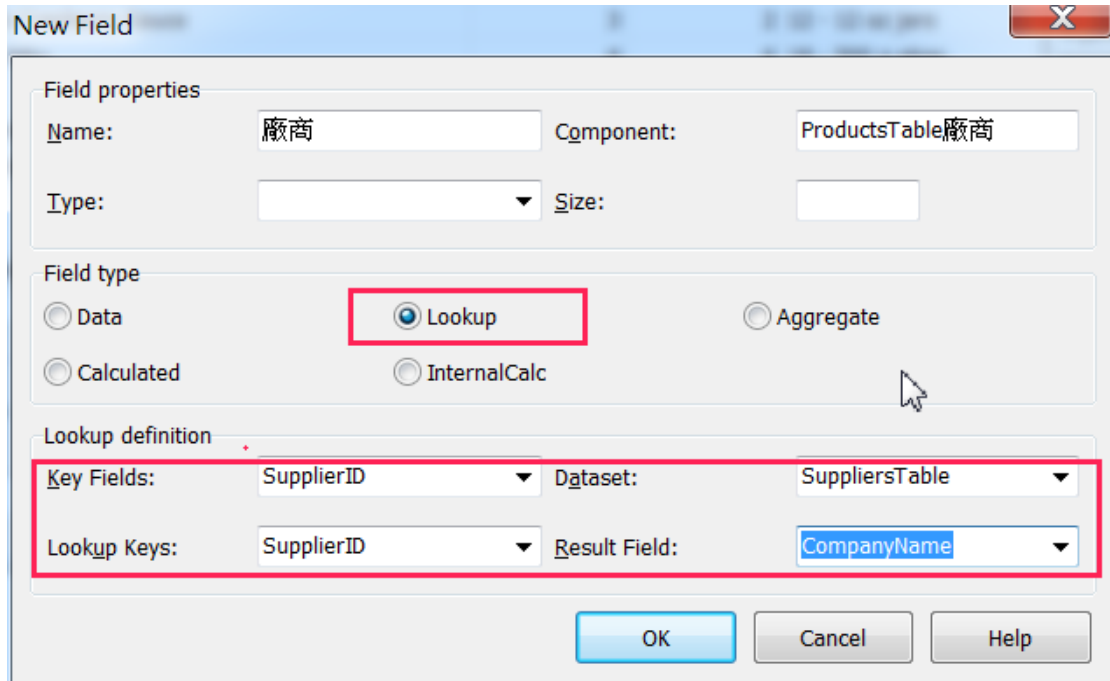 New Field
Field properties
Name: 廠商 Component: ProductsTable廠商
Type: Size:
Field type
Data Lookup Aggregate
Calculated InternalCalc
Lookup definition
Key Fields: SupplierID Dataset: SuppliersTable
Lookup Keys: SupplierID Result Field: CompanyName
OK Cancel Help